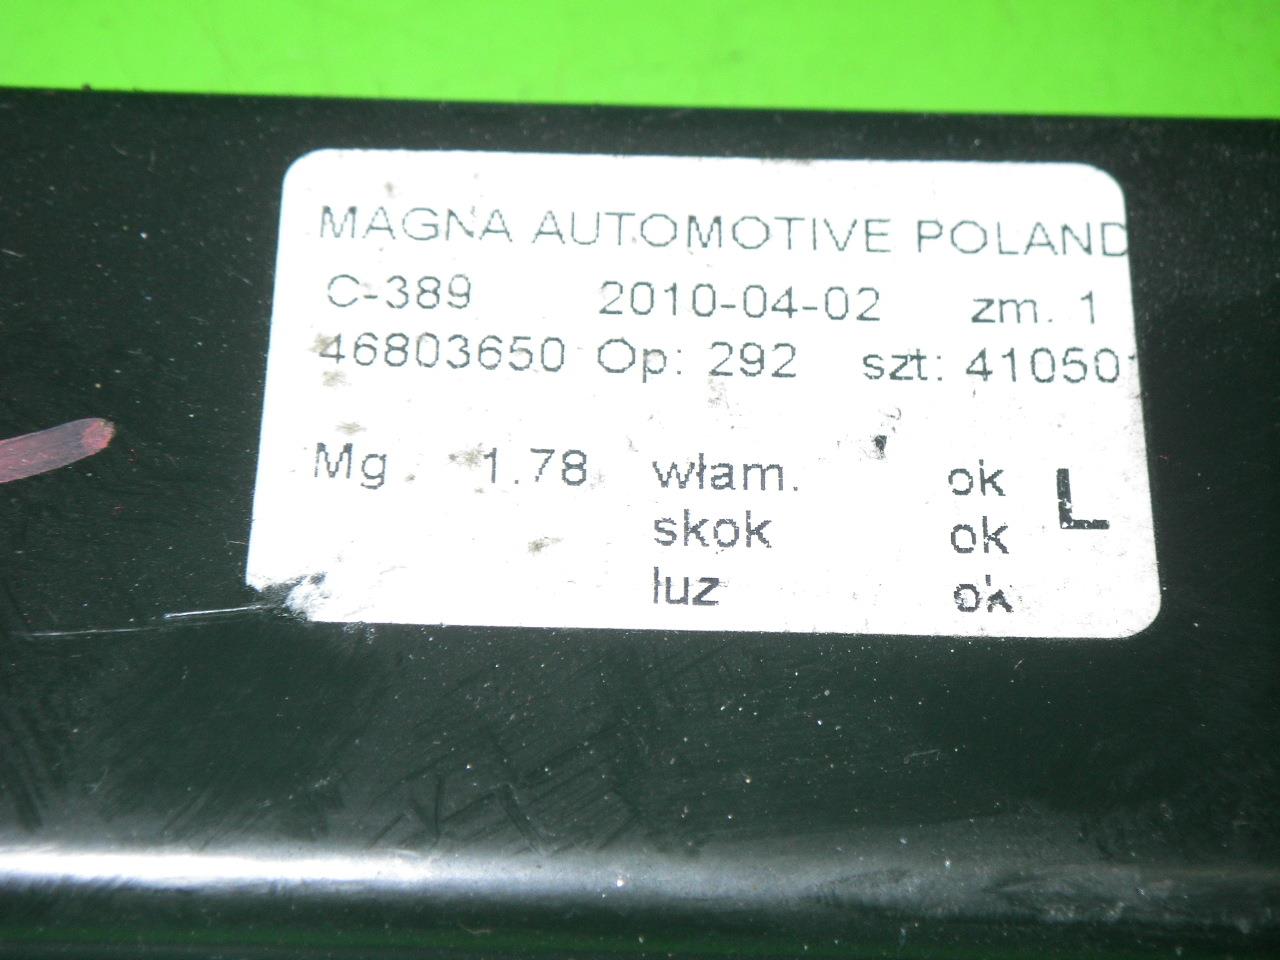 MAGNA AUTOMOTIVE POLAND
C-389 2010-04-02 zm. 1
46803650 Op: 292 szt: 410501
Mg 1.78 włam. ok L
skok ok
luz ok